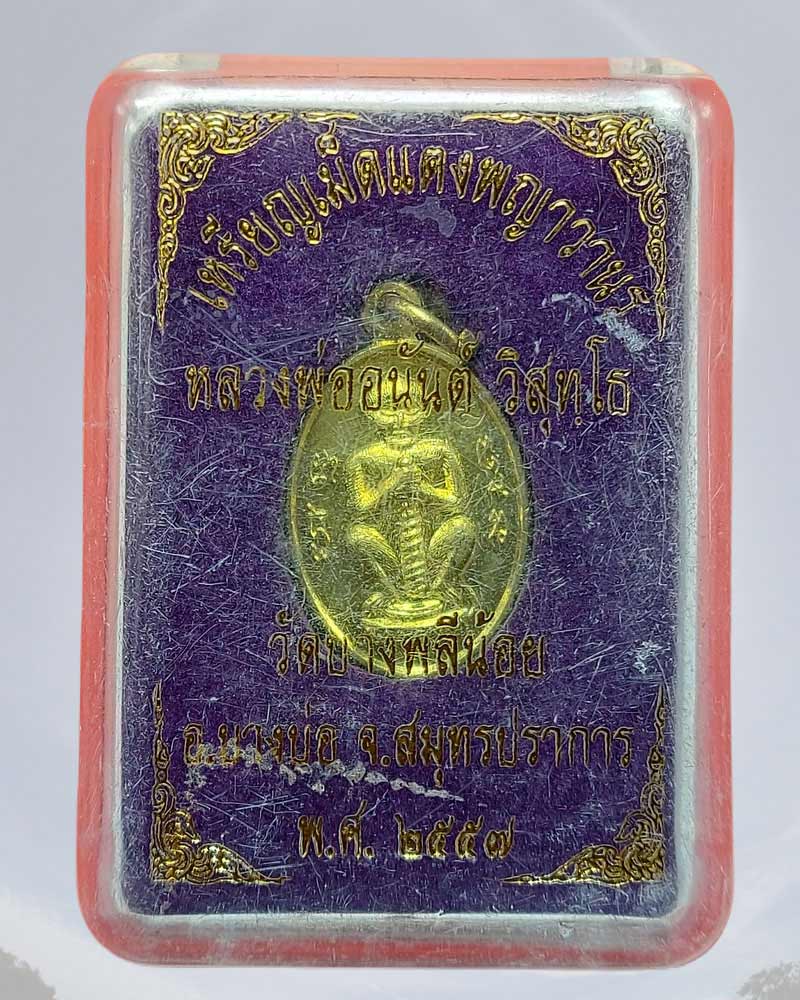 เหรียญเม็ดแตงพญาวานร
หลวงพ่ออนันต์ วิสุทฺโธ
วัดบางพลีน้อย
อ.บางบ่อ จ.สมุทรปราการ
พ.ศ. ๒๕๕๗